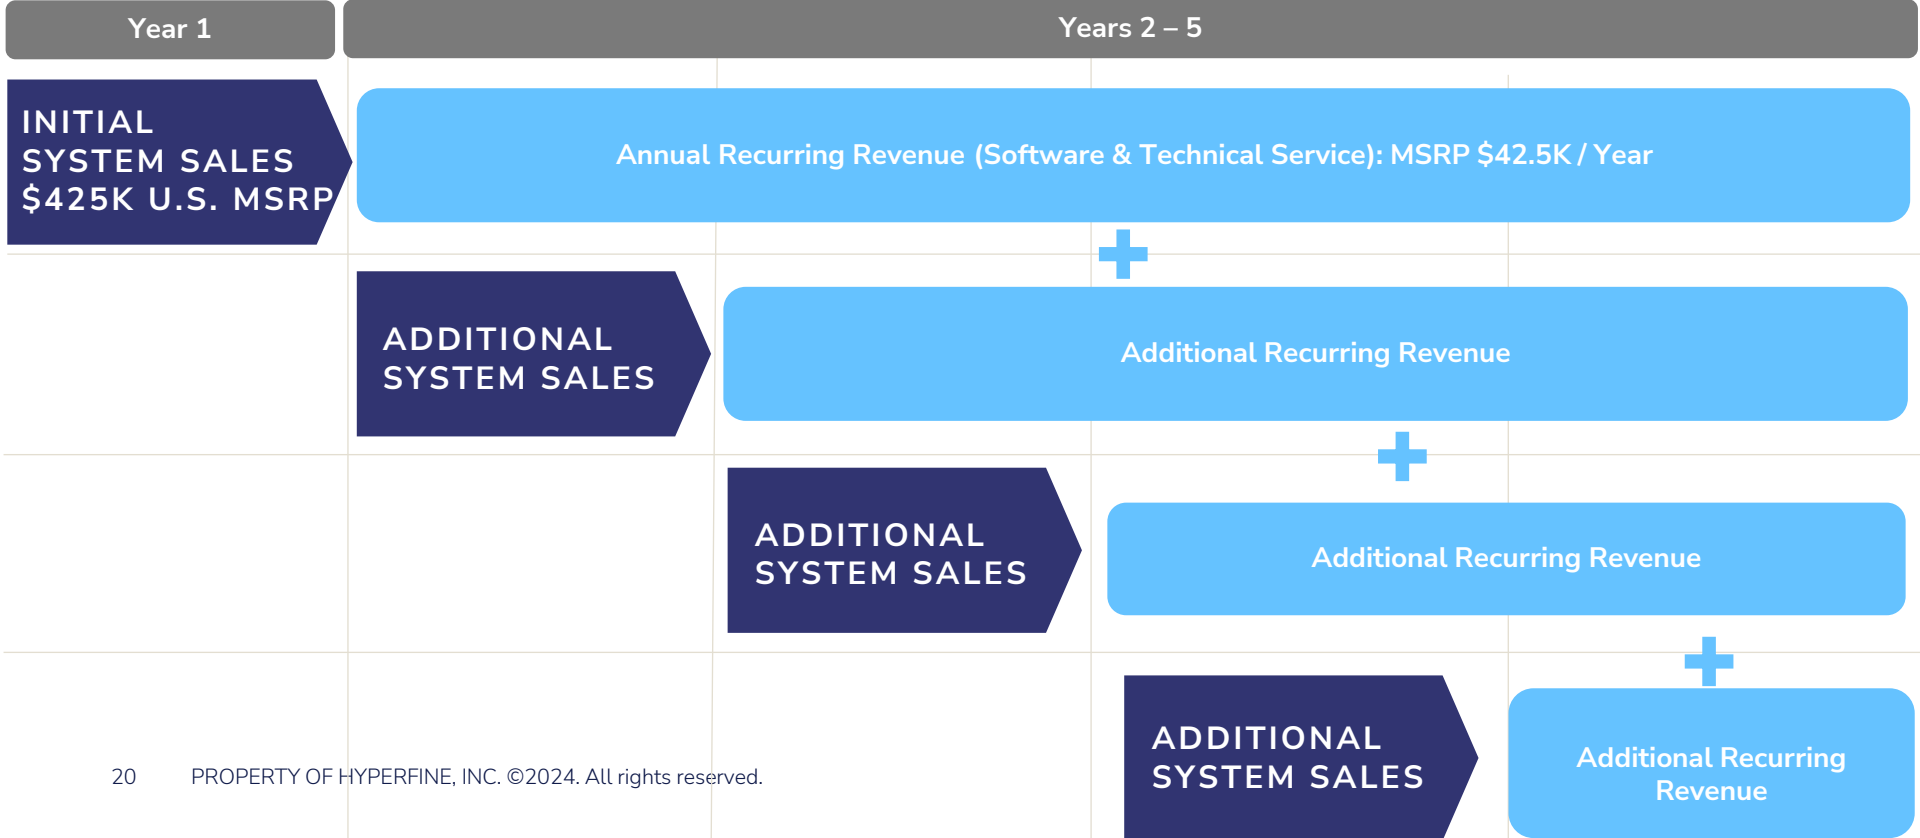 Year 1
Years 2 – 5
INITIAL
SYSTEM SALES
$425K U.S. MSRP
Annual Recurring Revenue (Software & Technical Service): MSRP $42.5K / Year
ADDITIONAL
SYSTEM SALES
Additional Recurring Revenue
ADDITIONAL
SYSTEM SALES
Additional Recurring Revenue
ADDITIONAL
SYSTEM SALES
Additional Recurring
Revenue
20 PROPERTY OF HYPERFINE, INC. ©2024. All rights reserved.